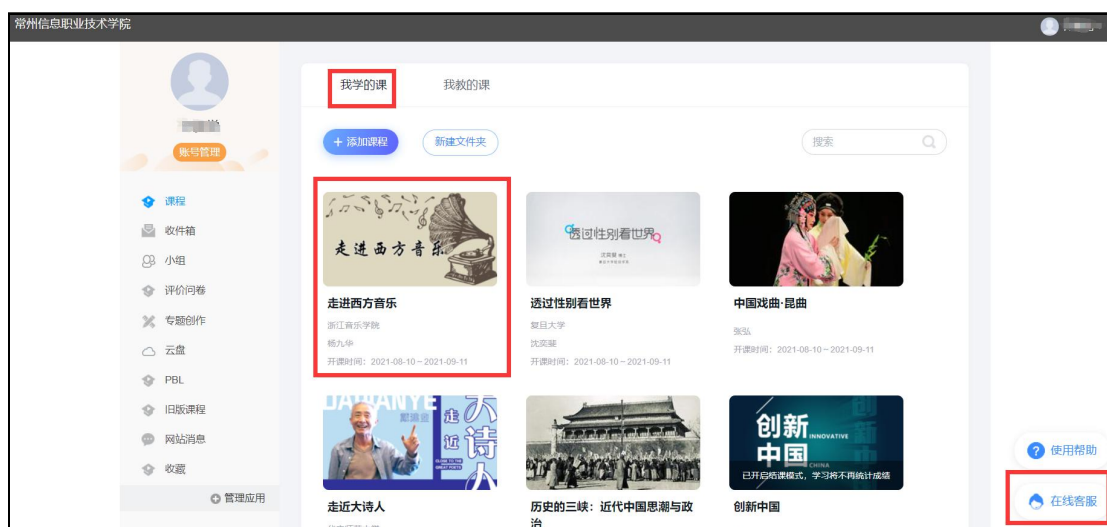 常州信息职业技术学院
账号管理
课程
收件箱
小组
评价问卷
专题创作
云盘
PBL
旧版课程
网站消息
收藏
管理应用
我学的课
我教的课
+ 添加课程
新建文件夹
搜索
走进西方音乐
走进西方音乐
浙江音乐学院
杨九华
开课时间：2021-08-10～2021-09-11
透过性别看世界
透过性别看世界
复旦大学
沈奕斐
开课时间：2021-08-10～2021-09-11
中国戏曲·昆曲
张弘
开课时间：2021-08-10～2021-09-11
走近大诗人
走近大诗人
历史的三峡：近代中国思潮与政
治
创新
INNOVATIVE
中国
CHINA
已开启结课模式，学习将不再统计成绩
创新中国
使用帮助
在线客服